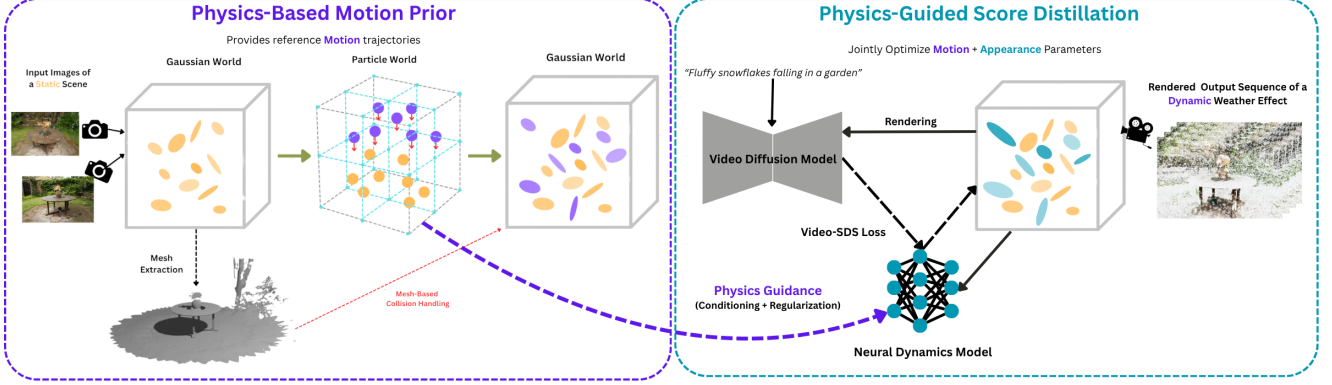 Physics-Based Motion Prior
Provides reference Motion trajectories
Input Images of
a Static Scene
Gaussian World
Particle World
Gaussian World
Mesh
Extraction
Mesh-Based
Collision Handling
Physics-Guided Score Distillation
Jointly Optimize Motion + Appearance Parameters
“Fluffy snowflakes falling in a garden”
Video Diffusion Model
Rendering
Rendered Output Sequence of a
Dynamic Weather Effect
Video-SDS Loss
Physics Guidance
(Conditioning + Regularization)
Neural Dynamics Model